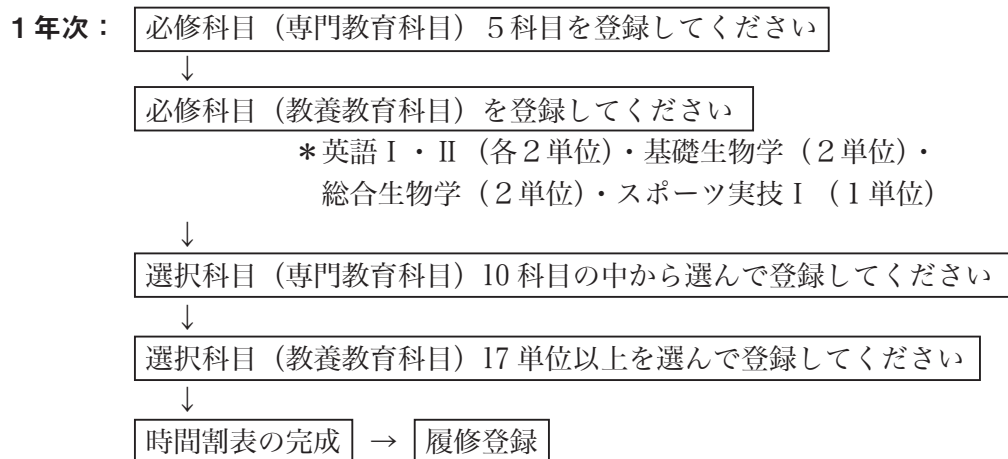 1年次： 必修科目（専門教育科目）５科目を登録してください
↓
必修科目（教養教育科目）を登録してください
＊英語Ⅰ・Ⅱ（各２単位）・基礎生物学（２単位）・
総合生物学（２単位）・スポーツ実技Ⅰ（１単位）
↓
選択科目（専門教育科目）10科目の中から選んで登録してください
↓
選択科目（教養教育科目）17単位以上を選んで登録してください
↓
時間割表の完成 → 履修登録